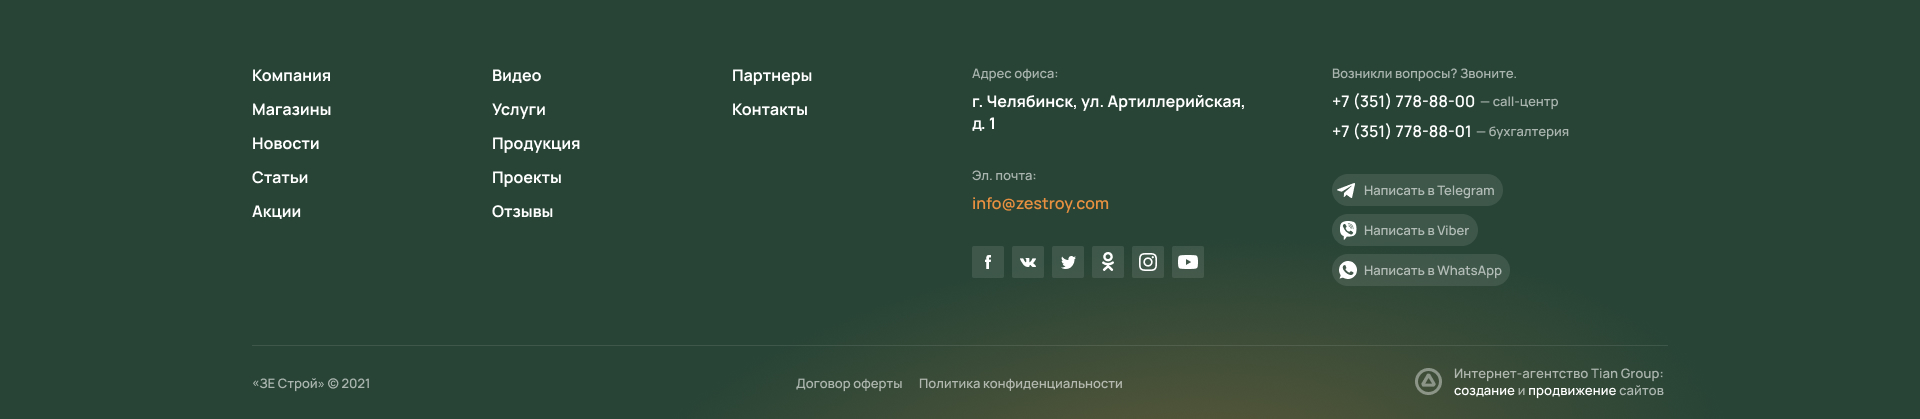 Компания
Магазины
Новости
Статьи
Акции
Видео
Услуги
Продукция
Проекты
Отзывы
Партнеры
Контакты
Адрес офиса:
г. Челябинск, ул. Артиллерийская,
д. 1
Эл. почта:
info@zestroy.com
Возникли вопросы? Звоните.
+7 (351) 778-88-00 — call-центр
+7 (351) 778-88-01 — бухгалтерия
Написать в Telegram
Написать в Viber
Написать в WhatsApp
«ЗЕ Строй» © 2021
Договор оферты Политика конфиденциальности
Интернет-агентство Tian Group:
создание и продвижение сайтов